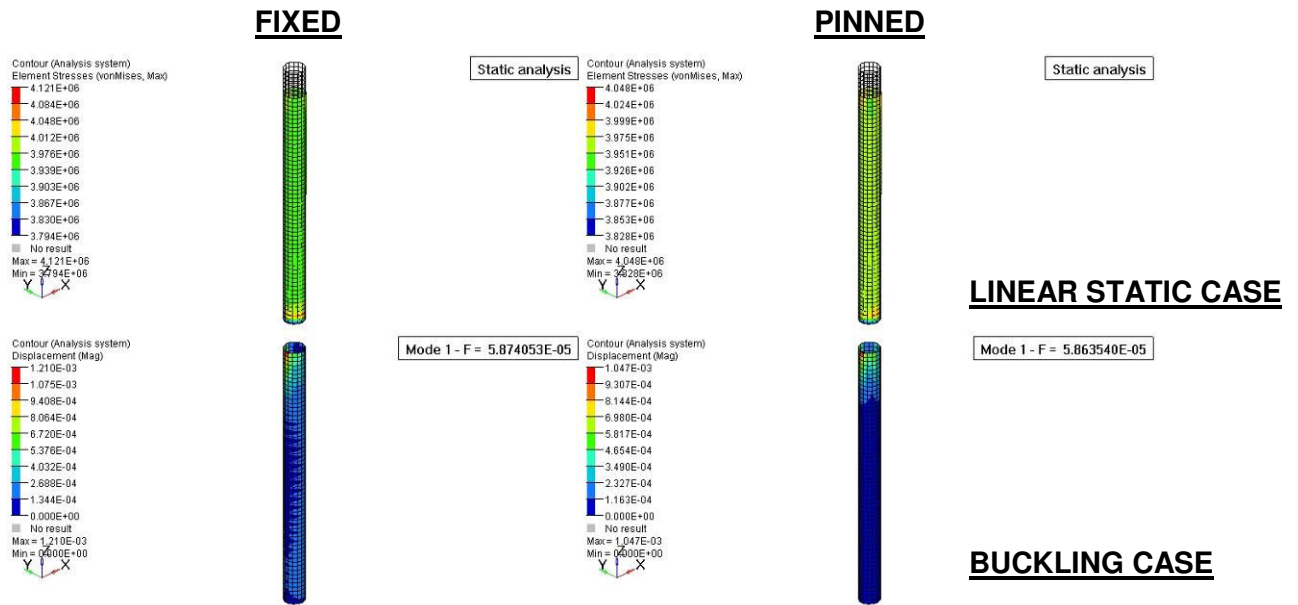 FIXED
PINNED
Contour (Analysis system)
Element Stresses (vonMises, Max)
4.121E+06
4.084E+06
4.048E+06
4.012E+06
3.976E+06
3.939E+06
3.903E+06
3.867E+06
3.830E+06
3.794E+06
No result
Max = 4.121E+06
Min = 3.794E+06
Z
Y X
Static analysis
Contour (Analysis system)
Element Stresses (vonMises, Max)
4.048E+06
4.024E+06
3.999E+06
3.975E+06
3.951E+06
3.926E+06
3.902E+06
3.877E+06
3.853E+06
3.828E+06
No result
Max = 4.048E+06
Min = 3.828E+06
Z
Y X
Static analysis
LINEAR STATIC CASE
Contour (Analysis system)
Displacement (Mag)
1.210E-03
1.075E-03
9.408E-04
8.064E-04
6.720E-04
5.376E-04
4.032E-04
2.688E-04
1.344E-04
0.000E+00
No result
Max = 1.210E-03
Min = 0.000E+00
Z
Y X
Mode 1 - F = 5.874053E-05
Contour (Analysis system)
Displacement (Mag)
1.047E-03
9.307E-04
8.144E-04
6.980E-04
5.817E-04
4.654E-04
3.490E-04
2.327E-04
1.163E-04
0.000E+00
No result
Max = 1.047E-03
Min = 0.000E+00
Z
Y X
Mode 1 - F = 5.863540E-05
BUCKLING CASE